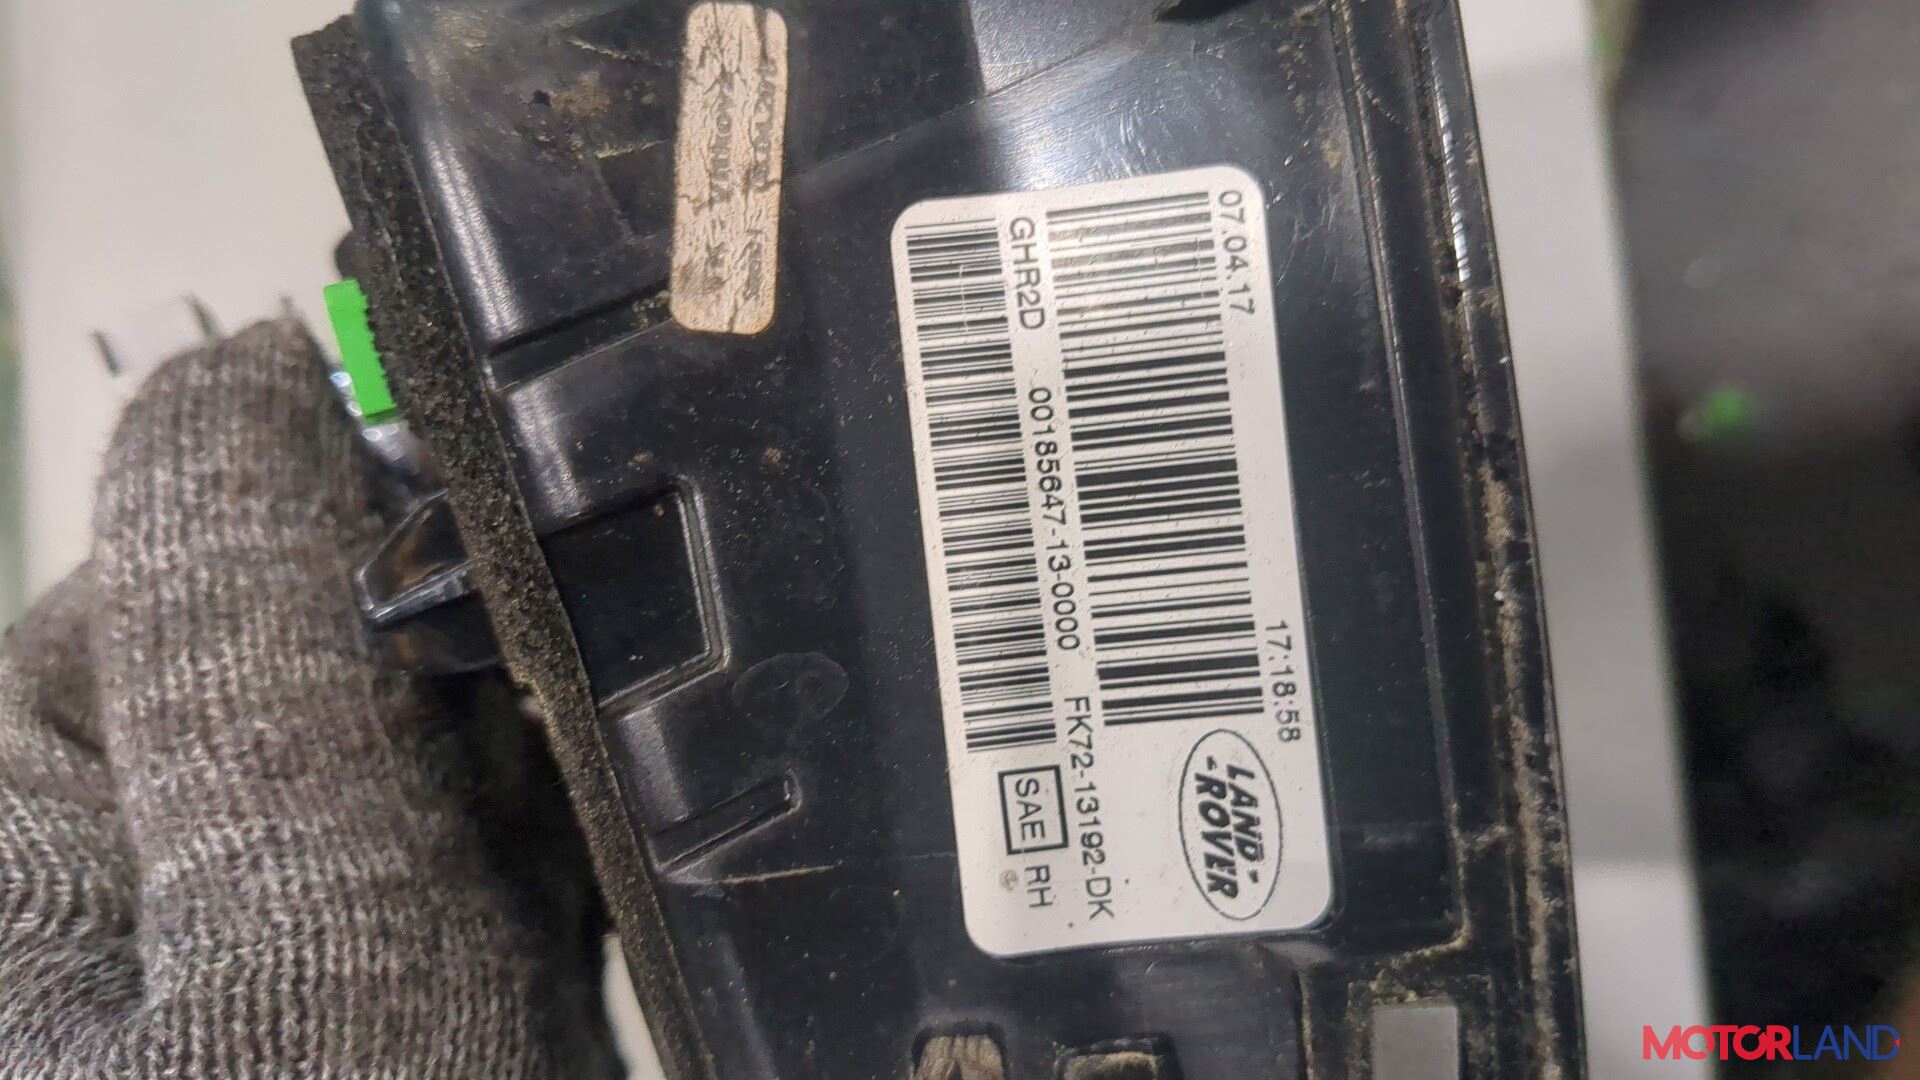 07.04.17 17:18:58
LAND-
-ROVER
GHR2D 00185647-13-0000 FK72-13192-DK
SAE RH
MOTORLAND